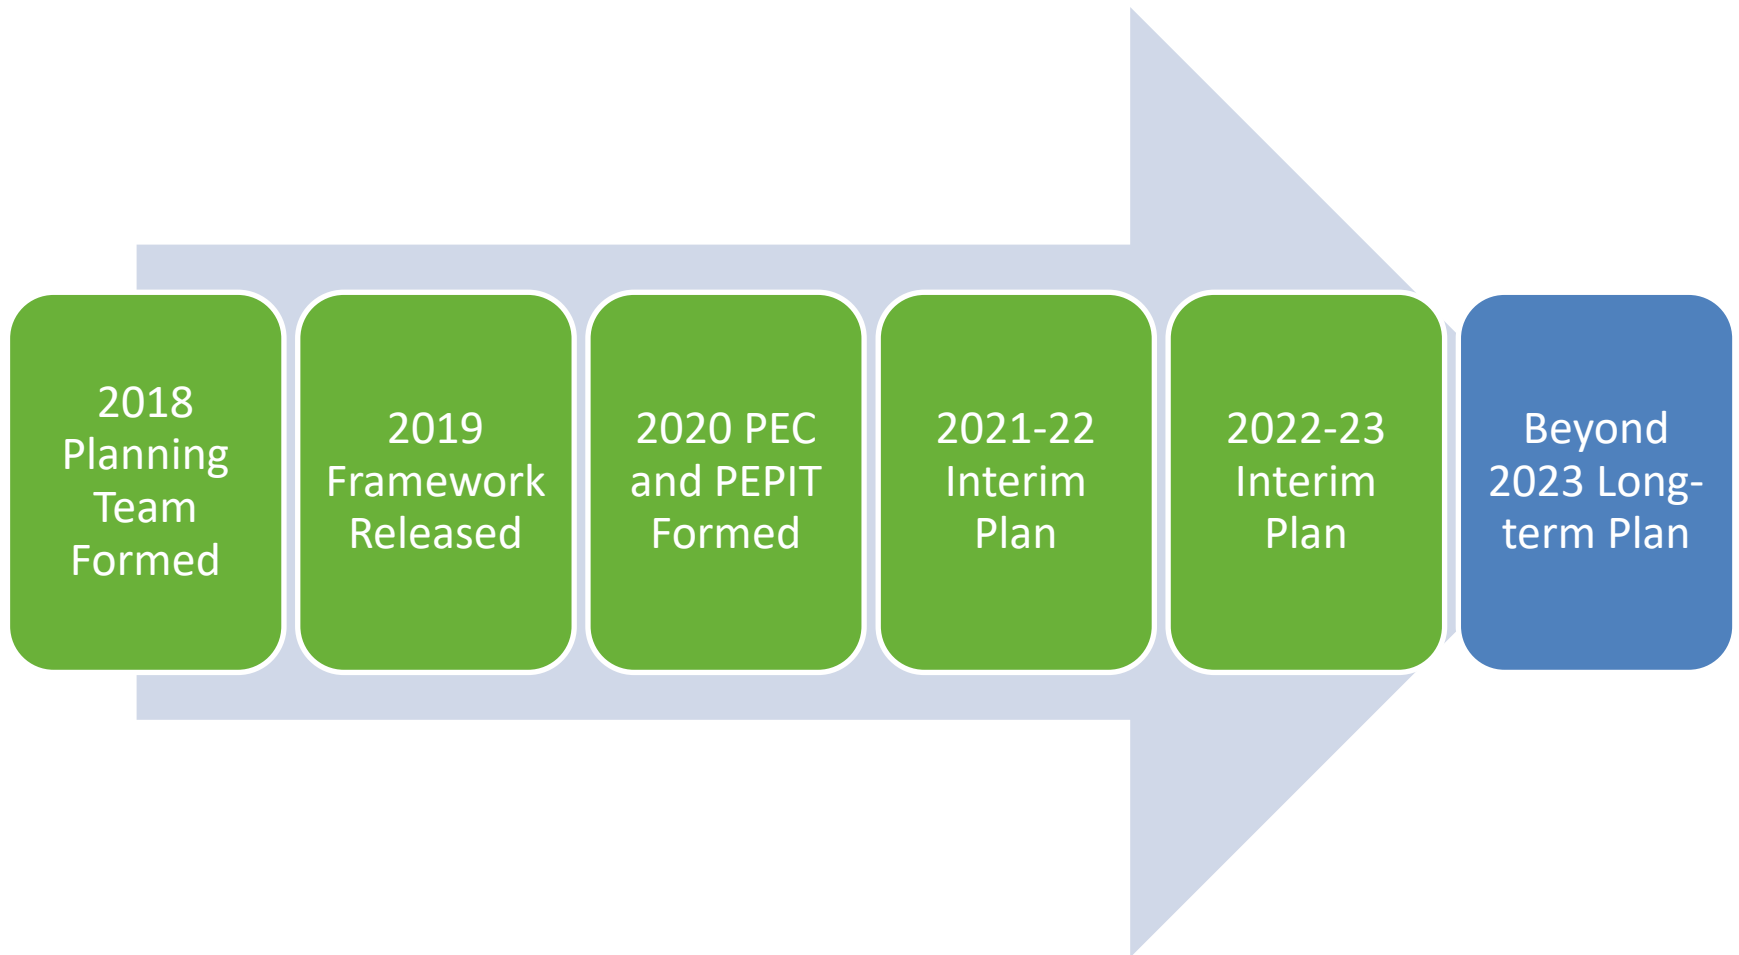 2018
Planning
Team
Formed
2019
Framework
Released
2020 PEC
and PEPIT
Formed
2021-22
Interim
Plan
2022-23
Interim
Plan
Beyond
2023 Long-
term Plan